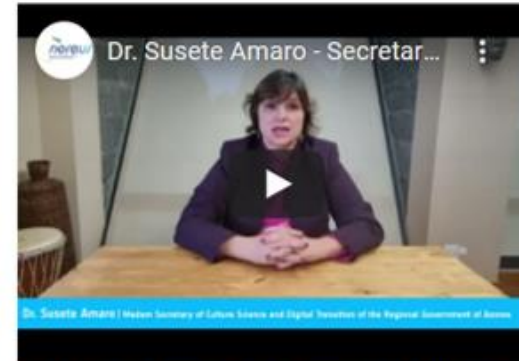 nereus
Dr. Susete Amaro - Secretar...
Dr. Susete Amaro | Madam Secretary of Culture Science and Digital Transition of the Regional Government of Azores